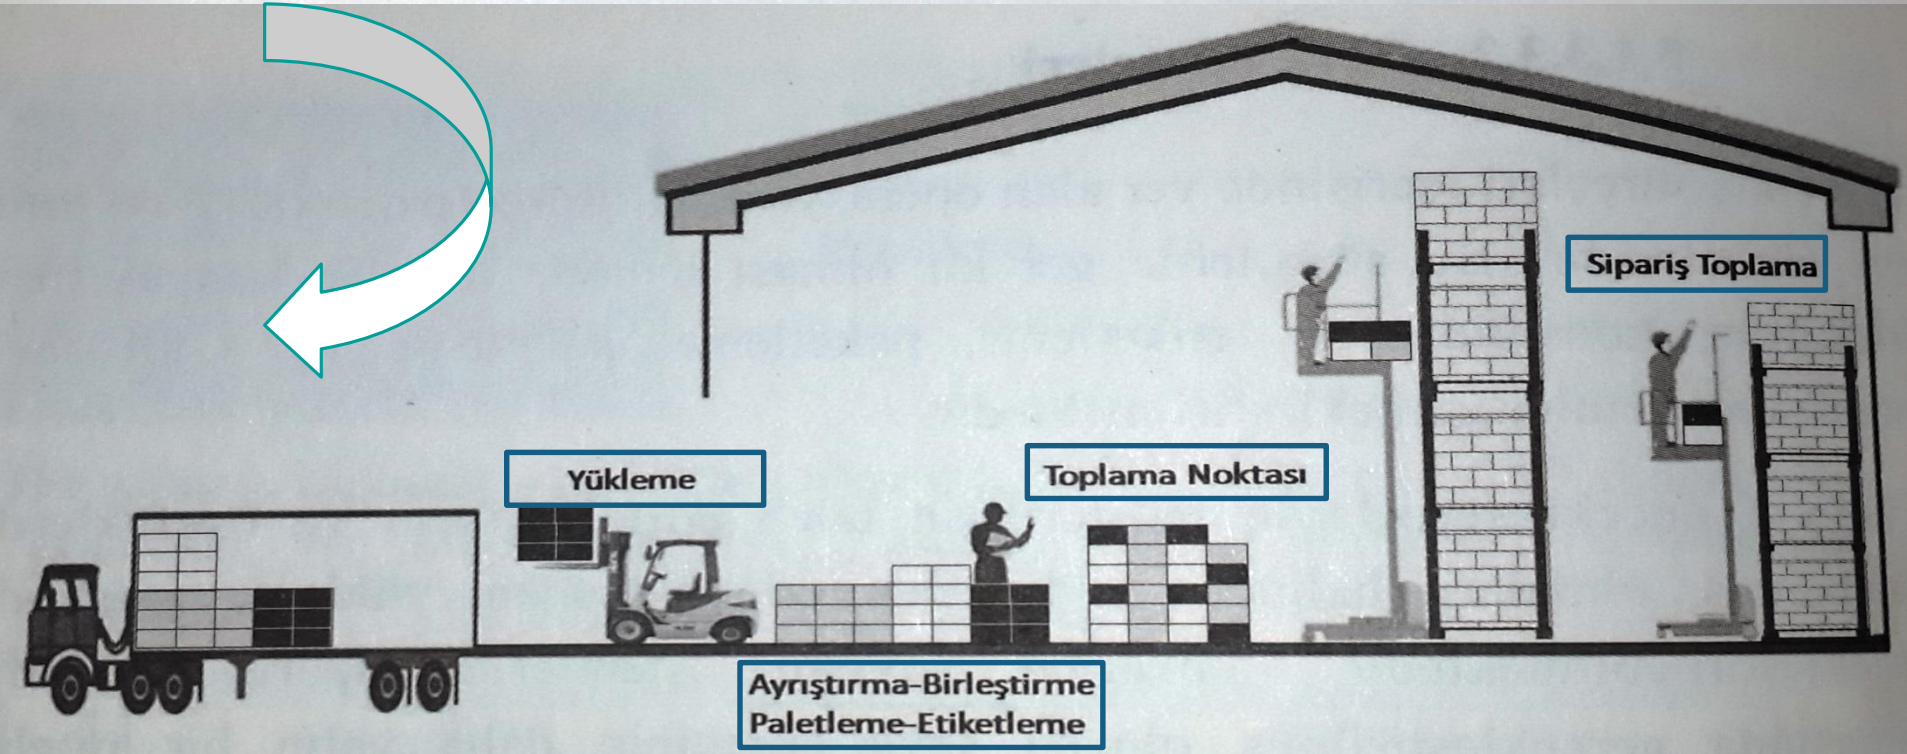 Sipariş Toplama
Yükleme
Toplama Noktası
Ayrıştırma-Birleştirme
Paletleme-Etiketleme